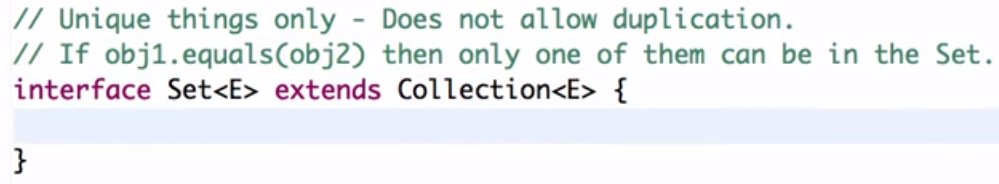 // Unique things only - Does not allow duplication.
// If obj1.equals(obj2) then only one of them can be in the Set.
interface Set<E> extends Collection<E> {
}